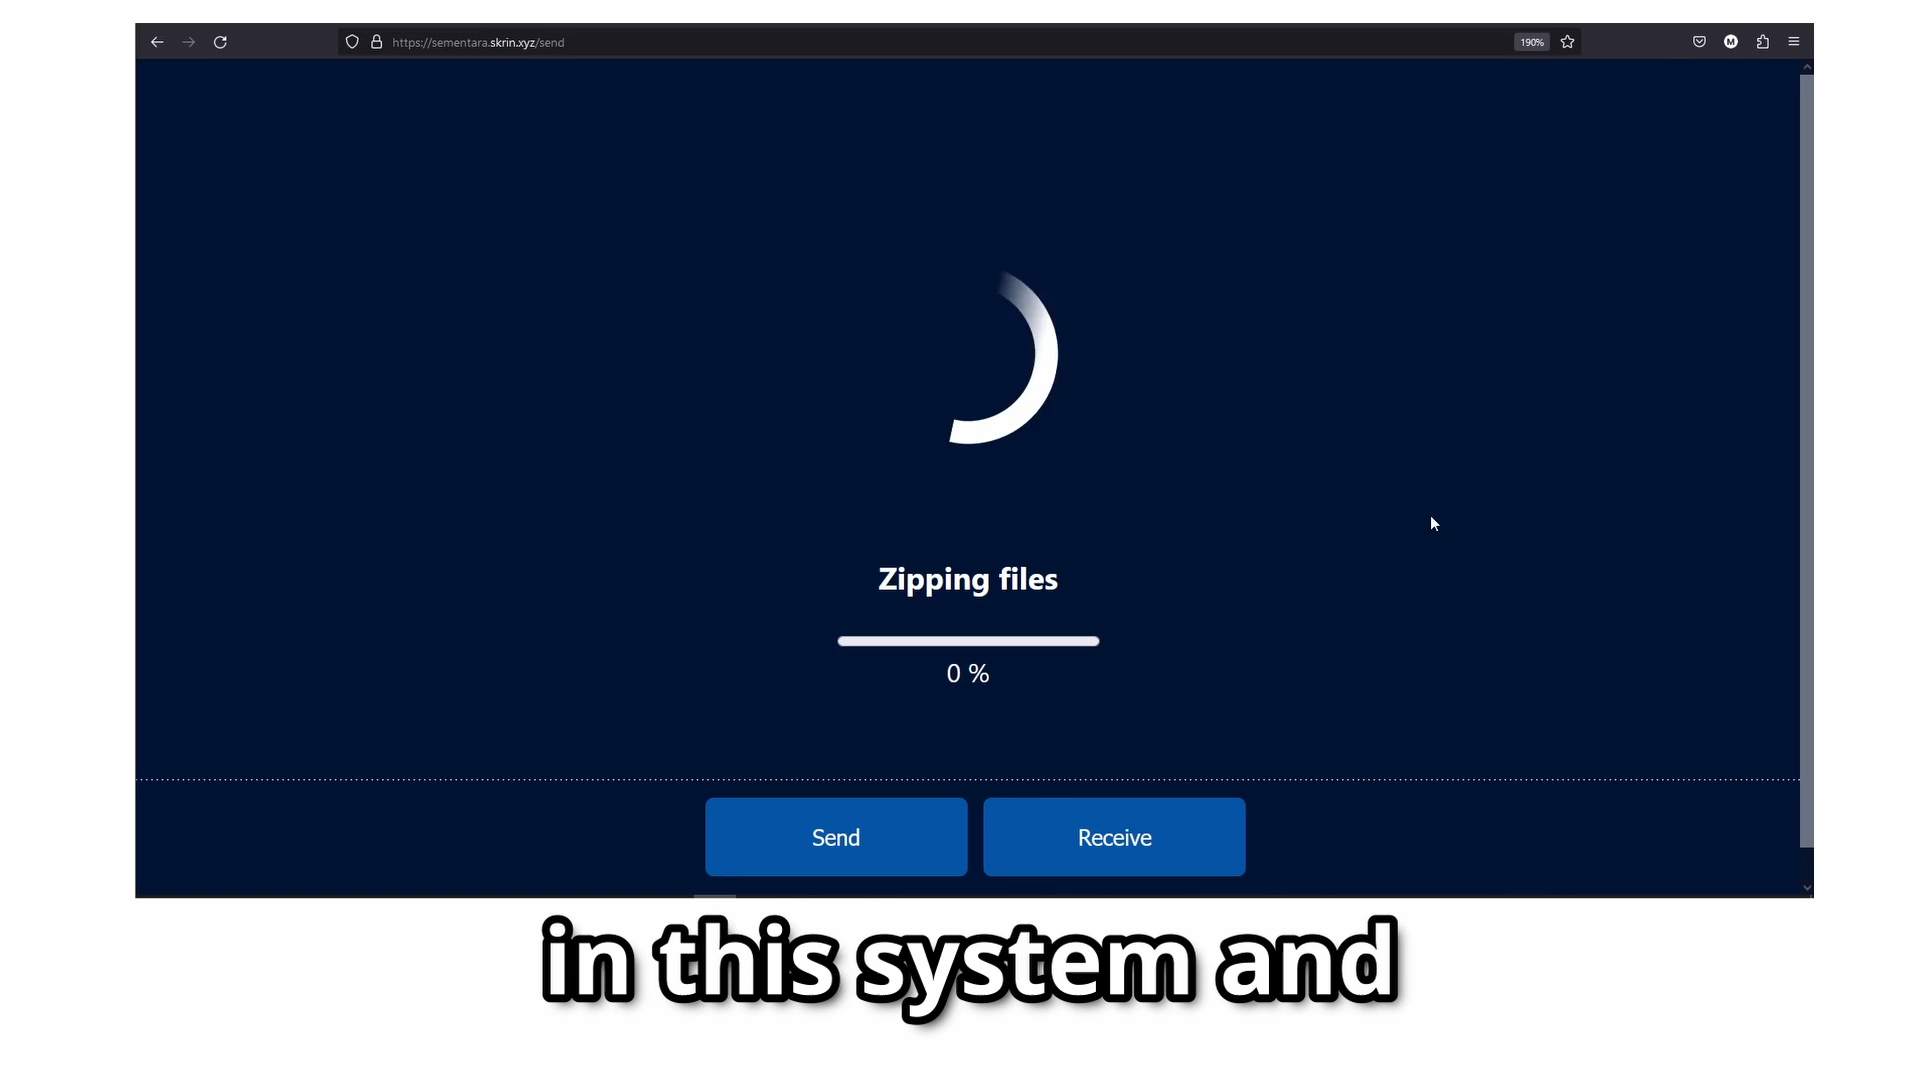 https://sementara.skrin.xyz/send
190%
M
Zipping files
0 %
Send
Receive
in this system and